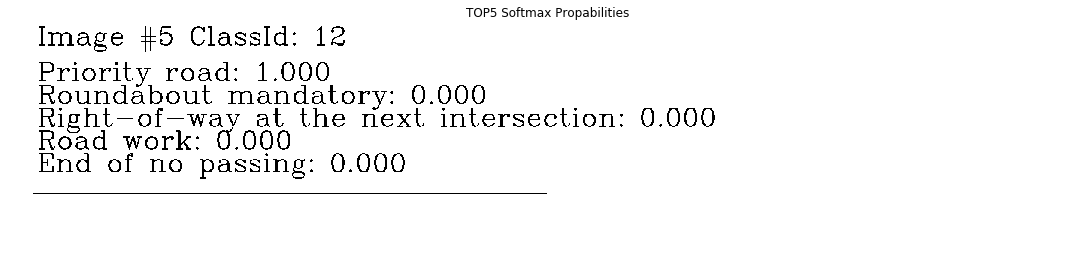 TOP5 Softmax Propabilities
Image #5 ClassId: 12
Priority road: 1.000
Roundabout mandatory: 0.000
Right-of-way at the next intersection: 0.000
Road work: 0.000
End of no passing: 0.000